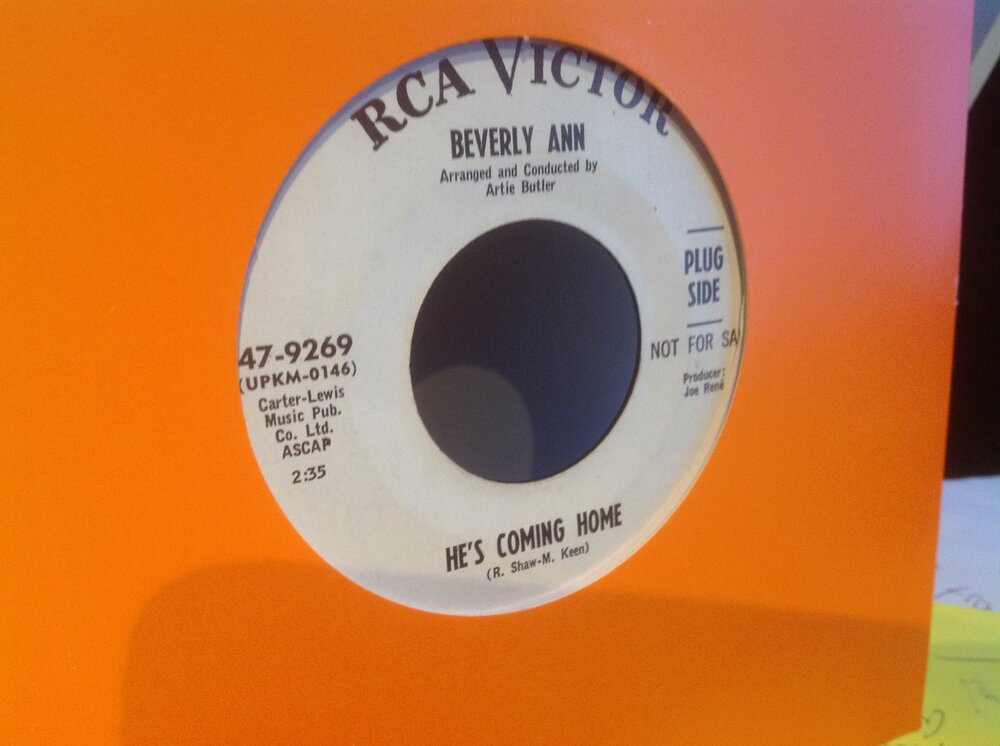 RCA VICTOR
BEVERLY ANN
Arranged and Conducted by
Artie Butler
PLUG
SIDE
NOT FOR SA
Producer:
Joe René
47-9269
(UPKM-0146)
Carter-Lewis
Music Pub.
Co. Ltd.
ASCAP
2:35
HE'S COMING HOME
(R. Shaw-M. Keen)